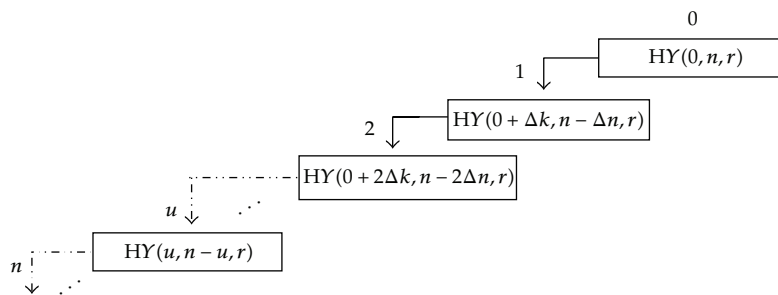 0
HY(0, n, r)
1
HY(0 + Δk, n − Δn, r)
2
HY(0 + 2Δk, n − 2Δn, r)
u
HY(u, n − u, r)
n